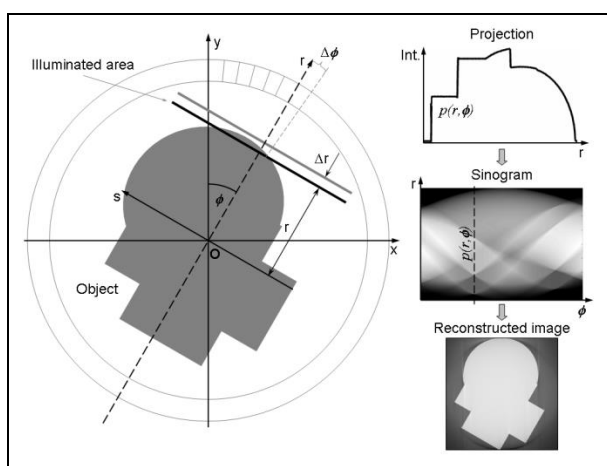 y
r
Δϕ
Illuminated area
Δr
s
ϕ
r
O
x
Object
Projection
Int.
p(r,ϕ)
r
Sinogram
r
p(r,ϕ)
ϕ
Reconstructed image